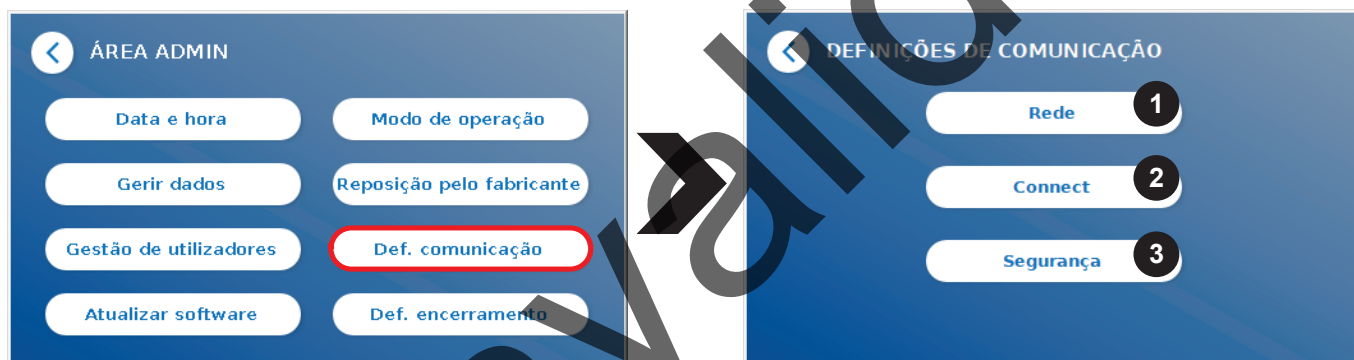 ÁREA ADMIN
Data e hora
Modo de operação
Gerir dados
Reposição pelo fabricante
Gestão de utilizadores
Def. comunicação
Atualizar software
Def. encerramento
DEFINIÇÕES DE COMUNICAÇÃO
Rede 1
Connect 2
Segurança 3